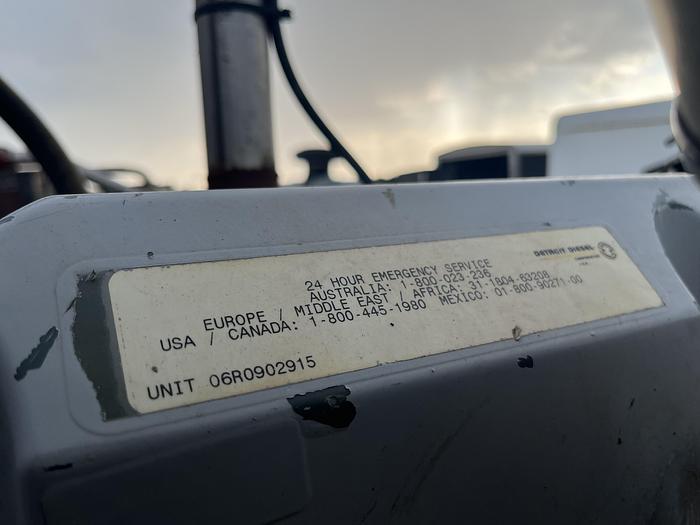 DETROIT DIESEL
CORPORATION
24 HOUR EMERGENCY SERVICE
AUSTRALIA: 1-800-023-236
EUROPE / MIDDLE EAST / AFRICA: 31-1804-63208
USA / CANADA: 1-800-445-1980 MEXICO: 01-800-90271-00
UNIT 06R0902915